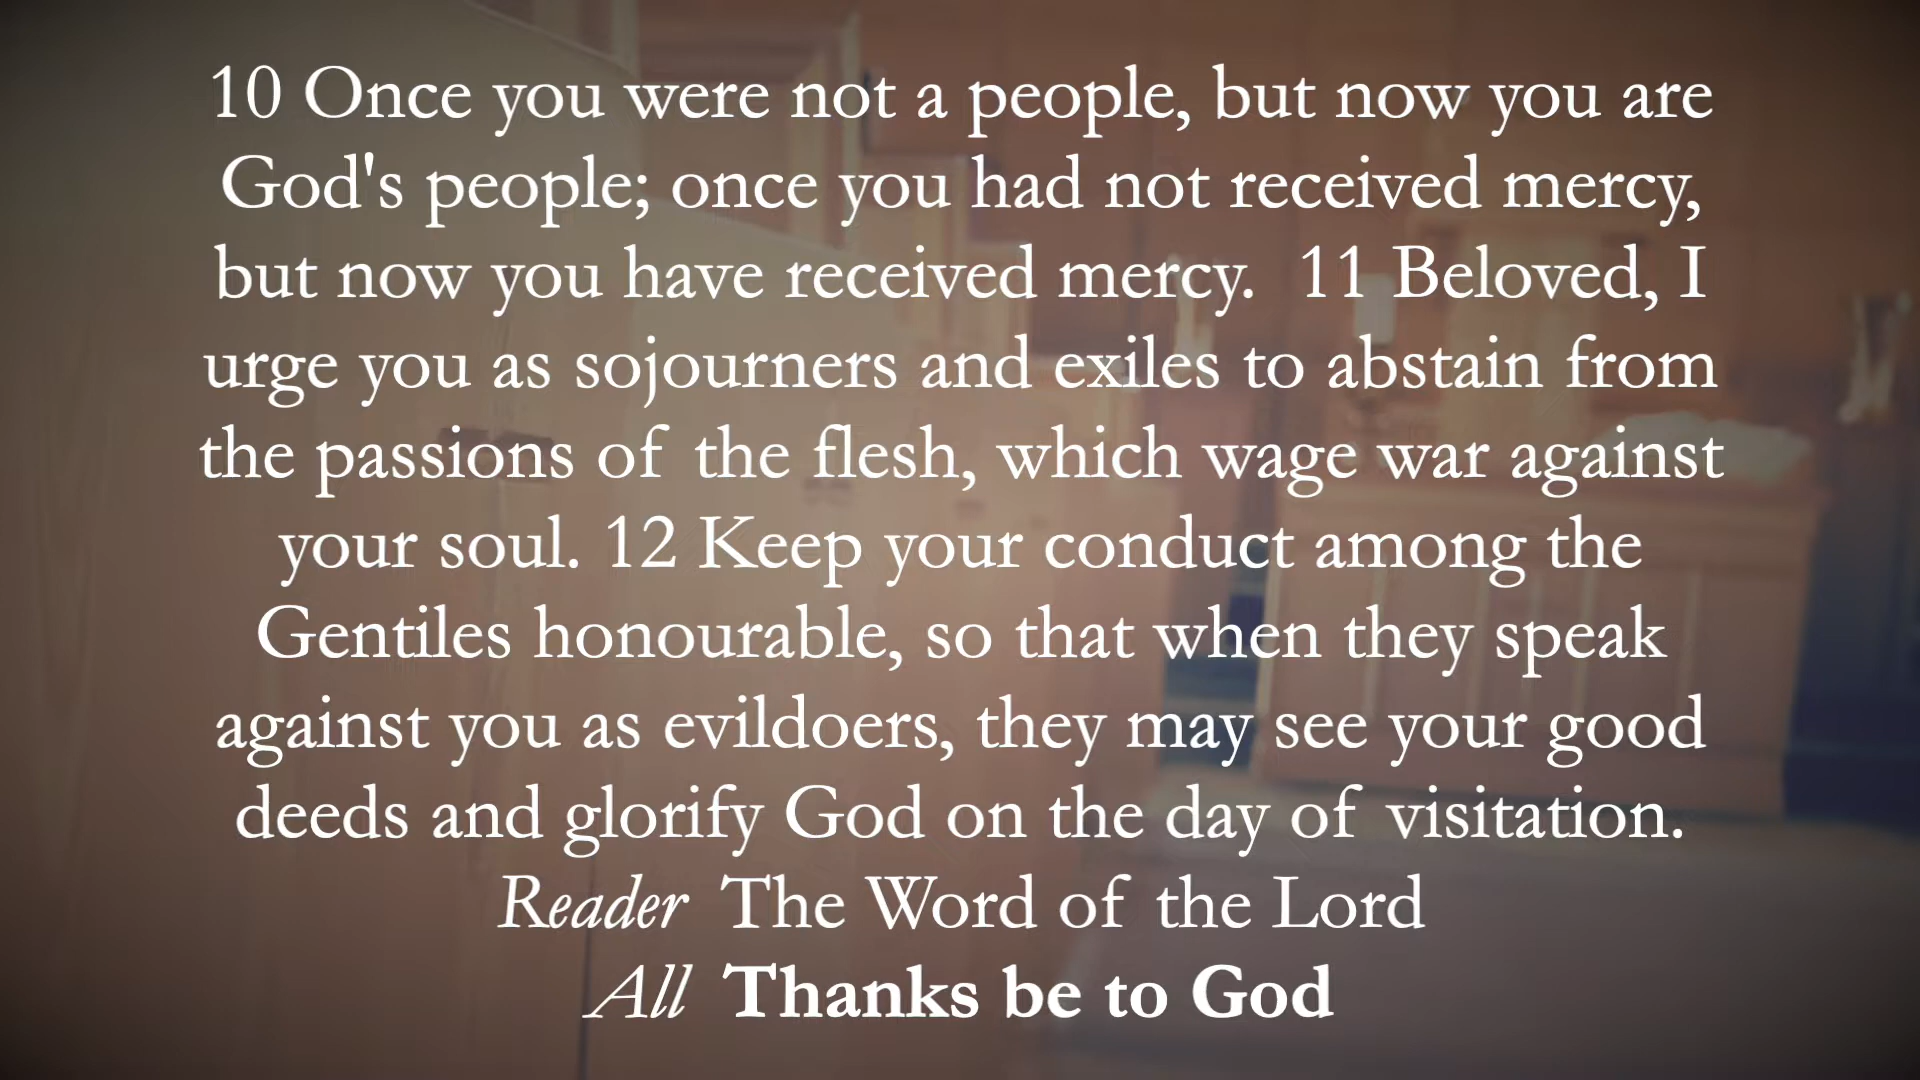 10 Once you were not a people, but now you are
God's people; once you had not received mercy,
but now you have received mercy.  11 Beloved, I
urge you as sojourners and exiles to abstain from
the passions of the flesh, which wage war against
your soul. 12 Keep your conduct among the
Gentiles honourable, so that when they speak
against you as evildoers, they may see your good
deeds and glorify God on the day of visitation.
Reader The Word of the Lord
All Thanks be to God